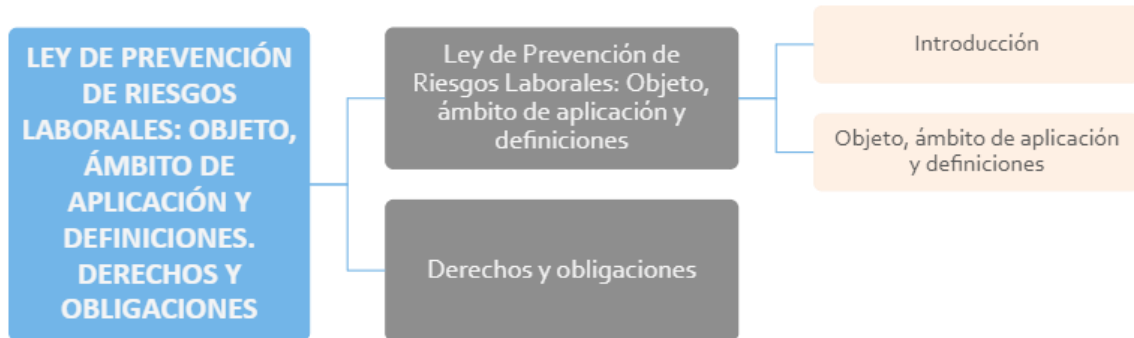 LEY DE PREVENCIÓN
DE RIESGOS
LABORALES: OBJETO,
ÁMBITO DE
APLICACIÓN Y
DEFINICIONES.
DERECHOS Y
OBLIGACIONES
Ley de Prevención de
Riesgos Laborales: Objeto,
ámbito de aplicación y
definiciones
Derechos y obligaciones
Introducción
Objeto, ámbito de aplicación
y definiciones